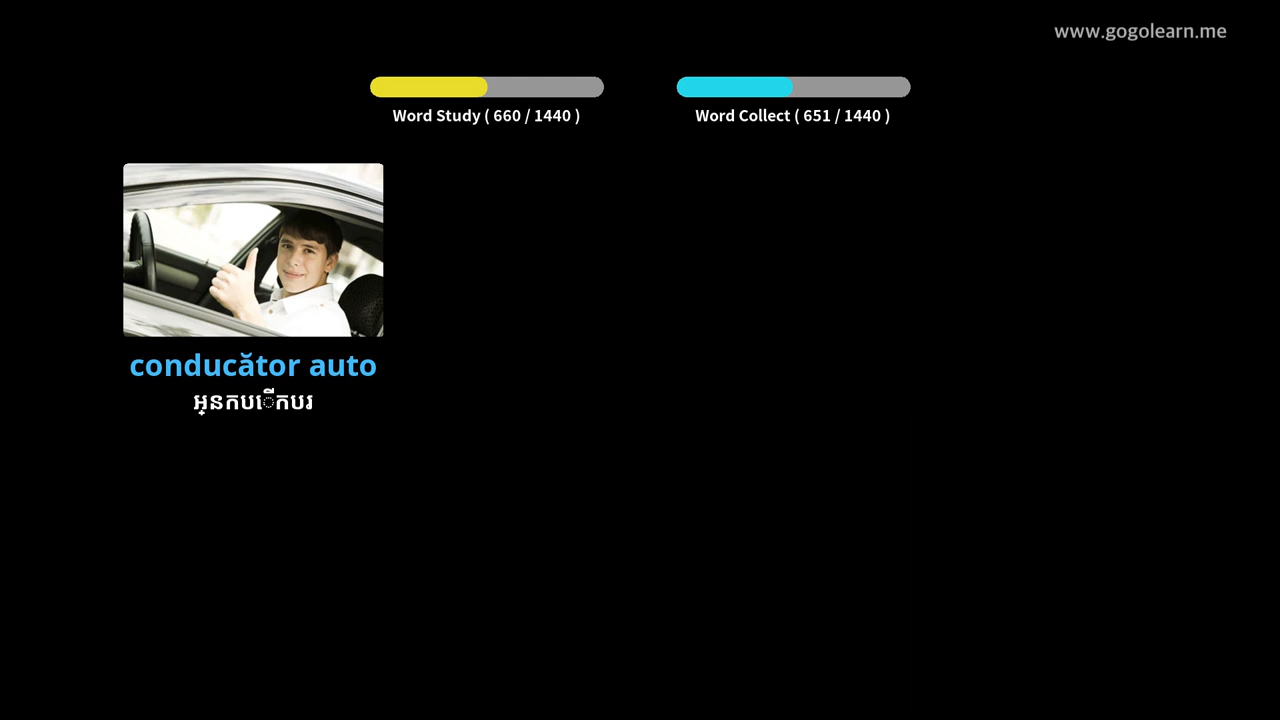 www.gogolearn.me
Word Study ( 660 / 1440 )
Word Collect ( 651 / 1440 )
conducător auto
អ្នកបើកបរ